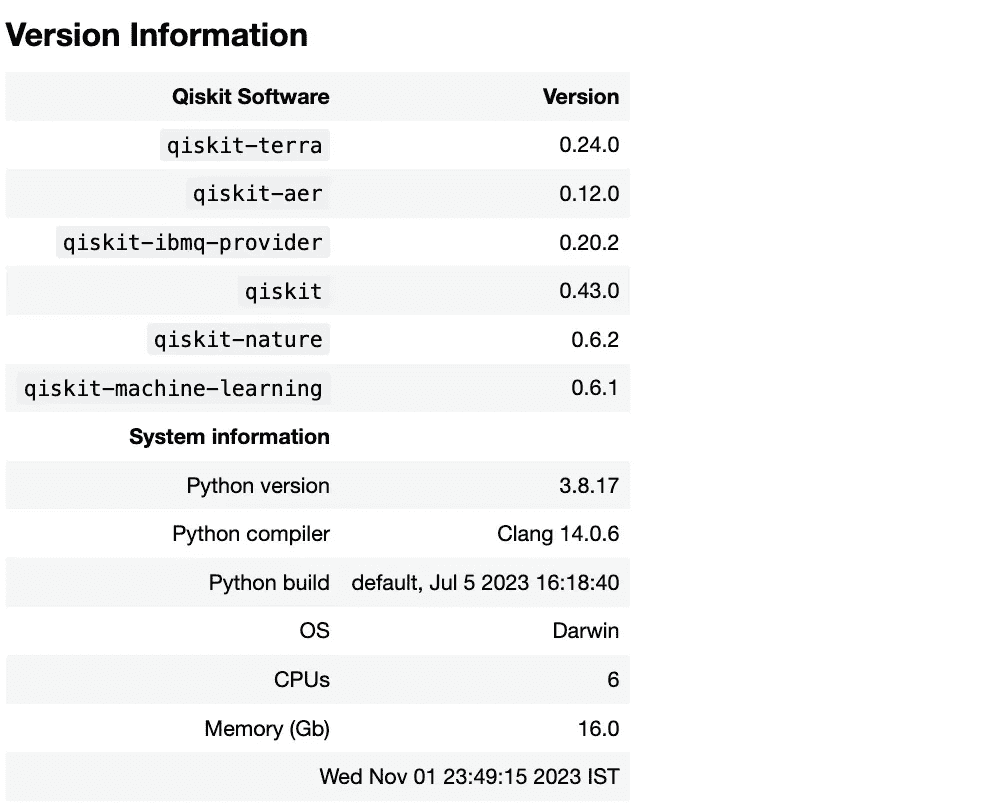 Version Information
Qiskit Software Version
qiskit-terra 0.24.0
qiskit-aer 0.12.0
qiskit-ibmq-provider 0.20.2
qiskit 0.43.0
qiskit-nature 0.6.2
qiskit-machine-learning 0.6.1
System information
Python version 3.8.17
Python compiler Clang 14.0.6
Python build default, Jul 5 2023 16:18:40
OS Darwin
CPUs 6
Memory (Gb) 16.0
Wed Nov 01 23:49:15 2023 IST